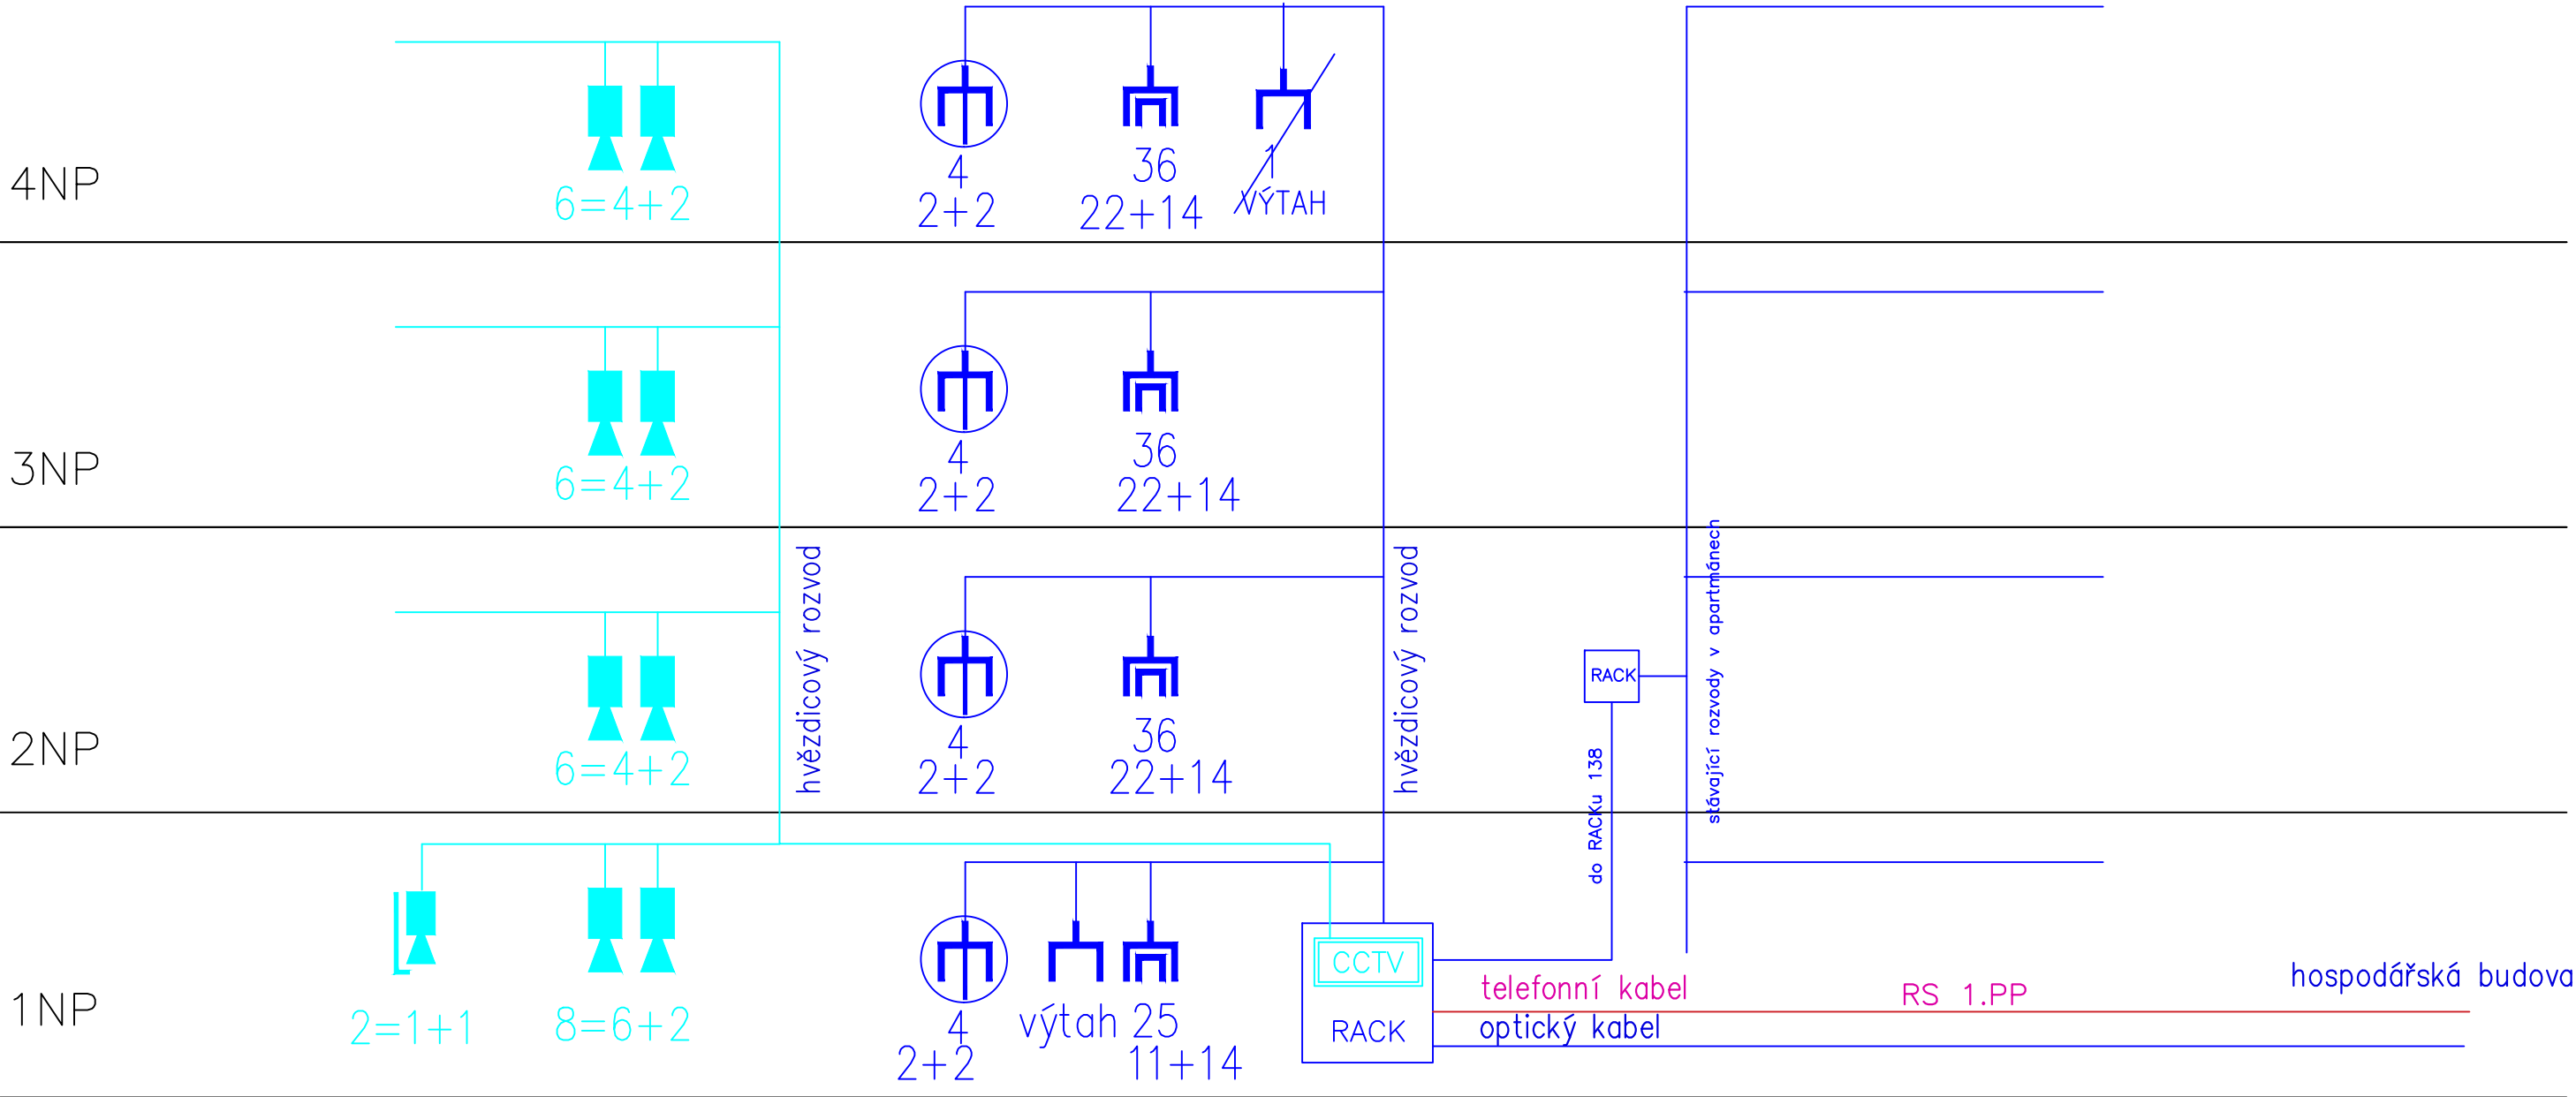 4NP
6=4+2
4
2+2
36
22+14
1
VÝTAH
3NP
6=4+2
4
2+2
36
22+14
2NP
6=4+2
hvězdicový rozvod
4
2+2
36
22+14
hvězdicový rozvod
RACK
do RACKu 138
stávající rozvody v apartmánech
1NP
2=1+1
8=6+2
4
2+2
výtah
25
11+14
CCTV
RACK
telefonní kabel
RS 1.PP
optický kabel
hospodářská budova